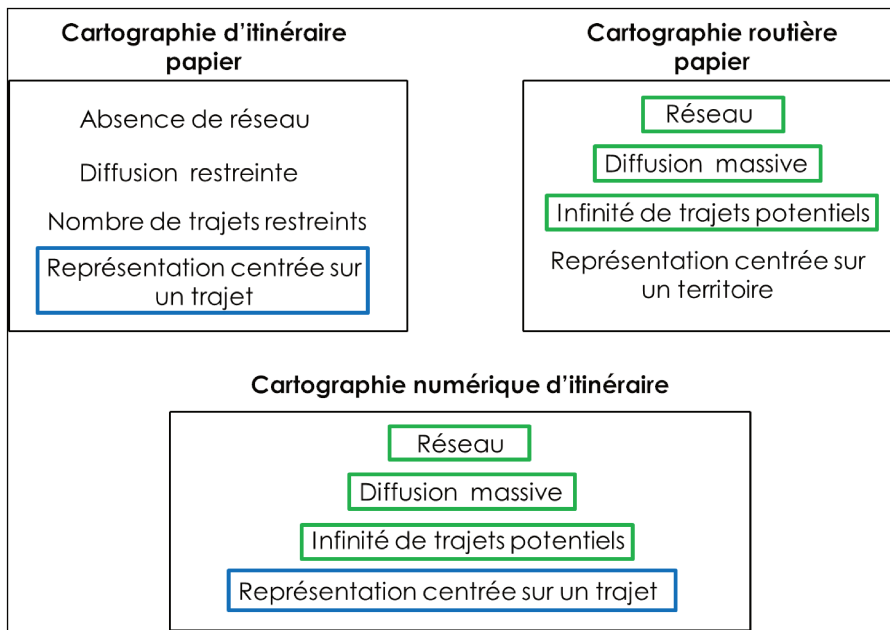 Cartographie d'itinéraire
papier
Absence de réseau
Diffusion restreinte
Nombre de trajets restreints
Représentation centrée sur
un trajet
Cartographie routière
papier
Réseau
Diffusion massive
Infinité de trajets potentiels
Représentation centrée sur
un territoire
Cartographie numérique d'itinéraire
Réseau
Diffusion massive
Infinité de trajets potentiels
Représentation centrée sur un trajet